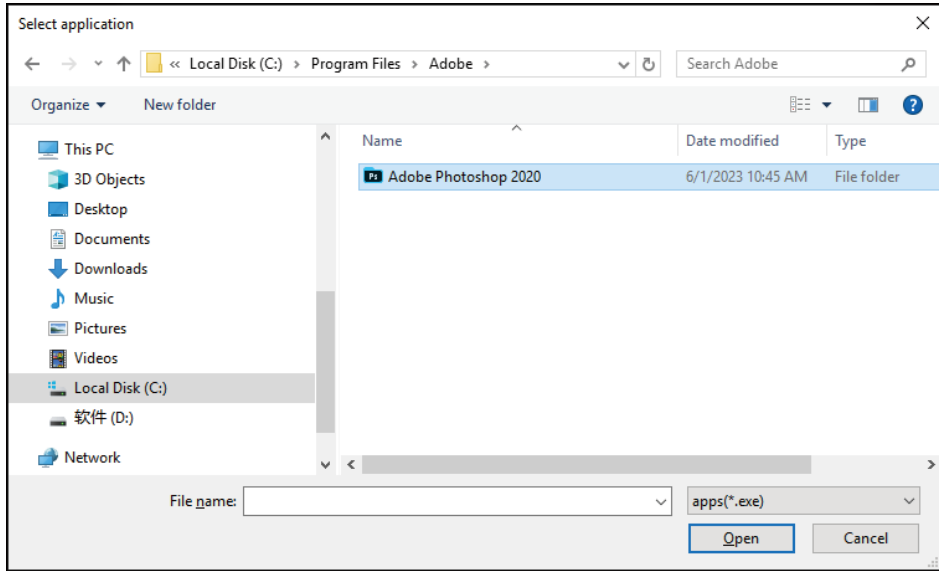 Select application
« Local Disk (C:) › Program Files › Adobe › Search Adobe
Organize New folder
Name Date modified Type
This PC
Ps Adobe Photoshop 2020 6/1/2023 10:45 AM File folder
3D Objects
Desktop
Documents
Downloads
Music
Pictures
Videos
Local Disk (C:)
软件 (D:)
Network
File name: apps(*.exe)
Open Cancel